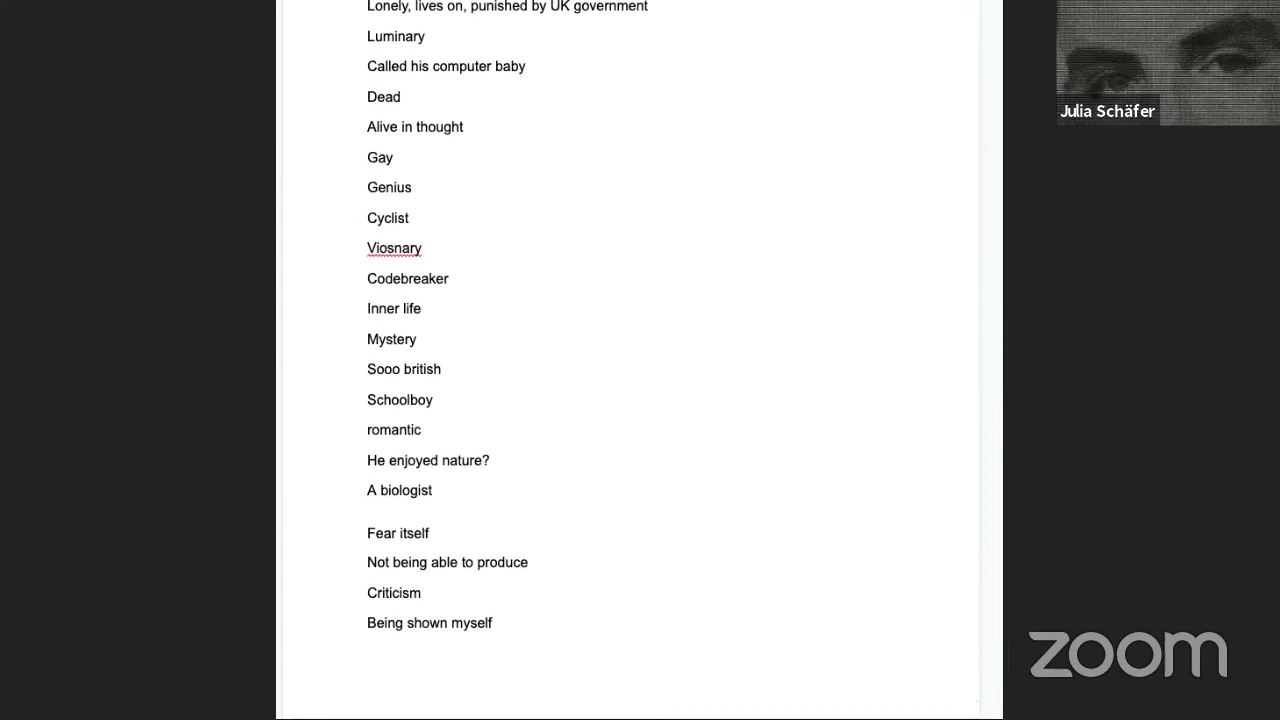 Lonely, lives on, punished by UK government
Luminary
Called his computer baby
Dead
Alive in thought
Gay
Genius
Cyclist
Viosnary
Codebreaker
Inner life
Mystery
Sooo british
Schoolboy
romantic
He enjoyed nature?
A biologist
Fear itself
Not being able to produce
Criticism
Being shown myself
Julia Schäfer
zoom